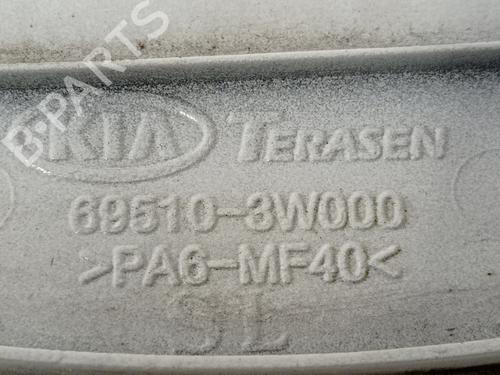 B-PARTS
KIA TERASEN
69510-3W000
>PA6-MF40<
SL